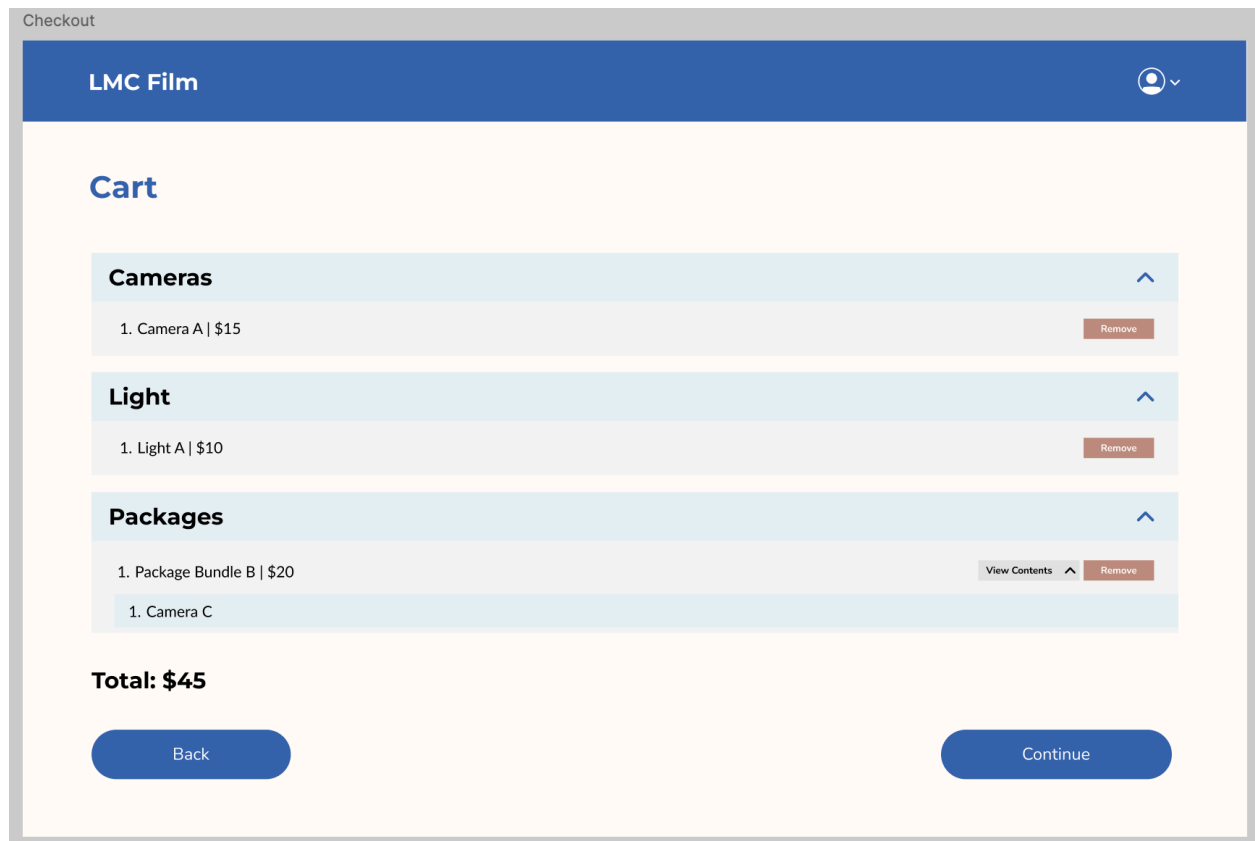 Checkout
LMC Film
Cart
Cameras
1. Camera A | $15
Remove
Light
1. Light A | $10
Remove
Packages
1. Package Bundle B | $20
View Contents
Remove
1. Camera C
Total: $45
Back
Continue